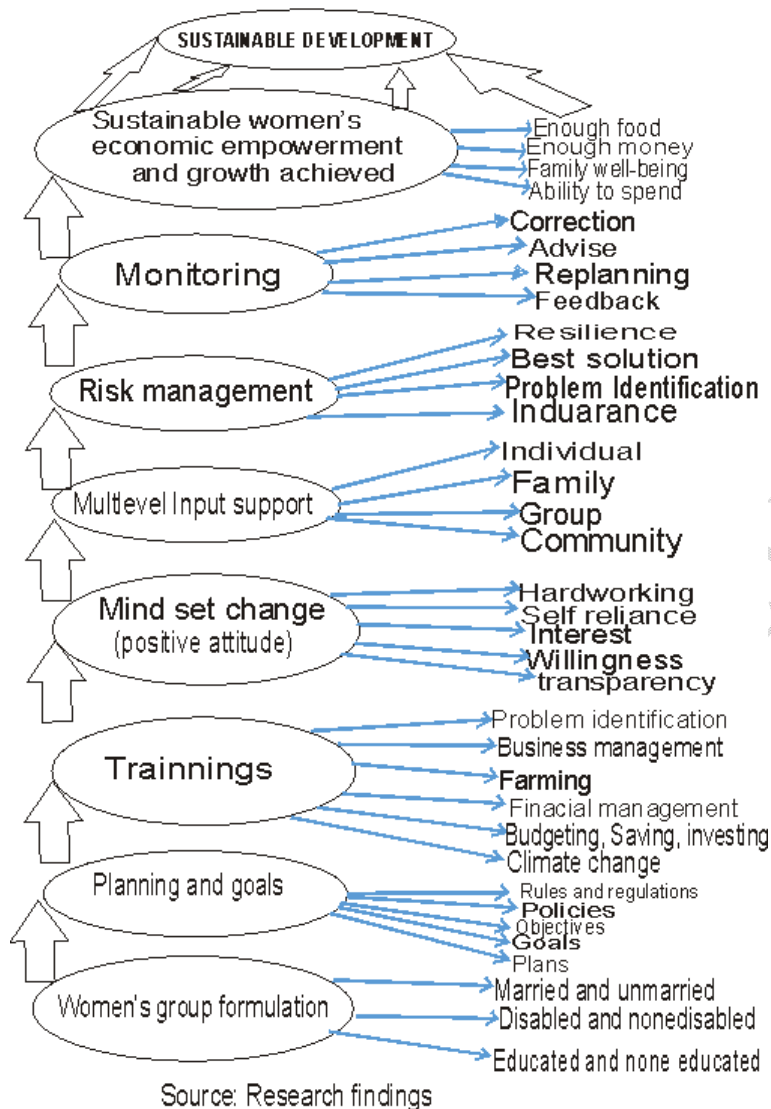 SUSTAINABLE DEVELOPMENT
Sustainable women's
economic empowerment
and growth achieved
Enough food
Enough money
Family well-being
Ability to spend
Monitoring
Correction
Advise
Replanning
Feedback
Risk management
Resilience
Best solution
Problem Identification
Induarance
Multlevel Input support
Individual
Family
Group
Community
Mind set change
(positive attitude)
Hardworking
Self reliance
Interest
Willingness
transparency
Trainnings
Problem identification
Business management
Farming
Finacial management
Budgeting, Saving, investing
Climate change
Planning and goals
Rules and regulations
Policies
Objectives
Goals
Plans
Women's group formulation
Married and unmarried
Disabled and nonedisabled
Educated and none educated
Source: Research findings